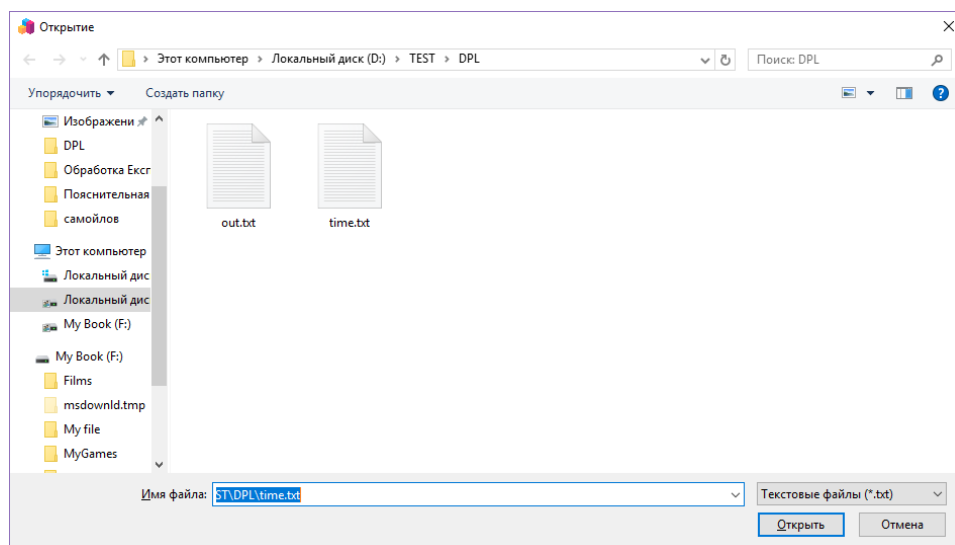 Открытие
Этот компьютер > Локальный диск (D:) > TEST > DPL
Поиск: DPL
Упорядочить
Создать папку
Изображени
DPL
Обработка Ексг
Пояснительная
самойлов
Этот компьютер
Локальный дис
Локальный дис
My Book (F:)
My Book (F:)
Films
msdownld.tmp
My file
MyGames
out.txt
time.txt
Имя файла:
ST\DPL\time.txt
Текстовые файлы (*.txt)
Открыть
Отмена